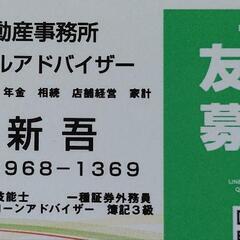 動産事務所
ルアドバイザー
年金 相続 店舗経営 家計
新吾
968-1369
技能士 一種証券外務員
ーンアドバイザー 簿記3級
友
募
LINE
Q